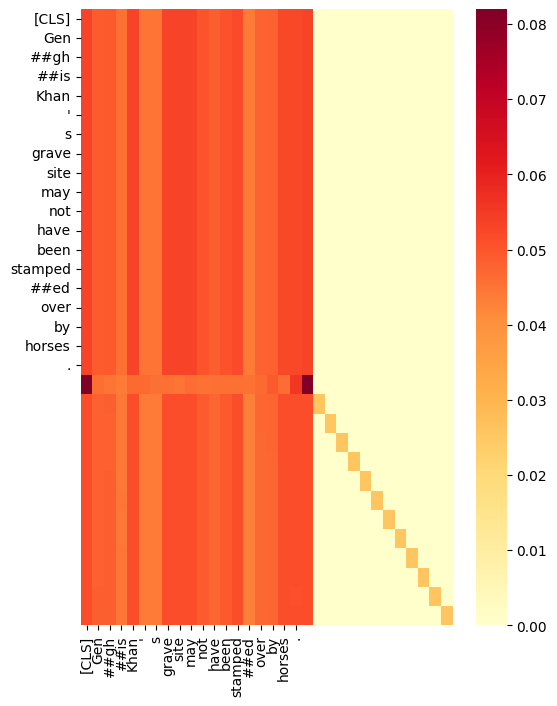 [CLS]
Gen
##gh
##is
Khan
'
s
grave
site
may
not
have
been
stamped
##ed
over
by
horses
.
0.08
0.07
0.06
0.05
0.04
0.03
0.02
0.01
0.00
[CLS]
Gen
##gh
##is
Khan
'
s
grave
site
may
not
have
been
stamped
##ed
over
by
horses
.